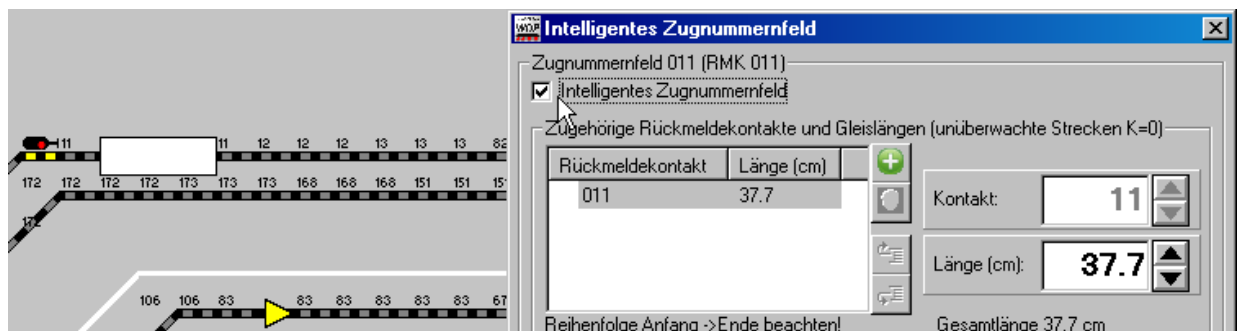 Intelligentes Zugnummernfeld
Zugnummernfeld 011 (RMK 011)
Intelligentes Zugnummernfeld
Zugehörige Rückmeldekontakte und Gleislängen (unüberwachte Strecken K=0)
Rückmeldekontakt Länge (cm)
011 37.7
Kontakt: 11
Länge (cm): 37.7
Reihenfolge Anfang ->Ende beachten! Gesamtlänge 37.7 cm
11 11 12 12 12 13 13 13 82
172 172 172 172 173 173 173 168 168 168 151 151 15
172
106 106 83 83 83 83 83 83 67